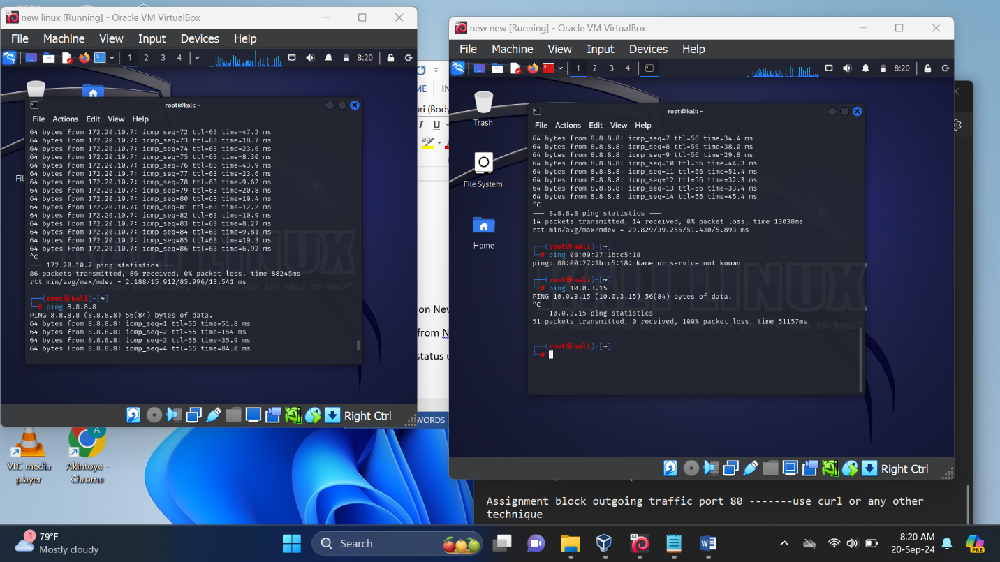 new linux [Running] - Oracle VM VirtualBox
File Machine View Input Devices Help
1 2 3 4 8:20
root@kali: ~
File Actions Edit View Help
64 bytes from 172.20.10.7: icmp_seq=72 ttl=63 time=47.2 ms
64 bytes from 172.20.10.7: icmp_seq=73 ttl=63 time=18.7 ms
64 bytes from 172.20.10.7: icmp_seq=74 ttl=63 time=23.6 ms
64 bytes from 172.20.10.7: icmp_seq=75 ttl=63 time=8.30 ms
64 bytes from 172.20.10.7: icmp_seq=76 ttl=63 time=43.9 ms
64 bytes from 172.20.10.7: icmp_seq=77 ttl=63 time=23.6 ms
64 bytes from 172.20.10.7: icmp_seq=78 ttl=63 time=9.62 ms
64 bytes from 172.20.10.7: icmp_seq=79 ttl=63 time=20.8 ms
64 bytes from 172.20.10.7: icmp_seq=80 ttl=63 time=10.4 ms
64 bytes from 172.20.10.7: icmp_seq=81 ttl=63 time=12.2 ms
64 bytes from 172.20.10.7: icmp_seq=82 ttl=63 time=10.9 ms
64 bytes from 172.20.10.7: icmp_seq=83 ttl=63 time=8.27 ms
64 bytes from 172.20.10.7: icmp_seq=84 ttl=63 time=9.81 ms
64 bytes from 172.20.10.7: icmp_seq=85 ttl=63 time=19.3 ms
64 bytes from 172.20.10.7: icmp_seq=86 ttl=63 time=6.92 ms
^C
--- 172.20.10.7 ping statistics ---
86 packets transmitted, 86 received, 0% packet loss, time 88245ms
rtt min/avg/max/mdev = 2.188/15.912/85.996/13.541 ms
(root㉿kali)-[~]
# ping 8.8.8.8
PING 8.8.8.8 (8.8.8.8) 56(84) bytes of data.
64 bytes from 8.8.8.8: icmp_seq=1 ttl=55 time=51.8 ms
64 bytes from 8.8.8.8: icmp_seq=2 ttl=55 time=154 ms
64 bytes from 8.8.8.8: icmp_seq=3 ttl=55 time=35.9 ms
64 bytes from 8.8.8.8: icmp_seq=4 ttl=55 time=84.0 ms
Right Ctrl
new new [Running] - Oracle VM VirtualBox
File Machine View Input Devices Help
1 2 3 4 8:20
Trash
File System
Home
root@kali: ~
File Actions Edit View Help
64 bytes from 8.8.8.8: icmp_seq=7 ttl=56 time=34.4 ms
64 bytes from 8.8.8.8: icmp_seq=8 ttl=56 time=38.0 ms
64 bytes from 8.8.8.8: icmp_seq=9 ttl=56 time=29.8 ms
64 bytes from 8.8.8.8: icmp_seq=10 ttl=56 time=44.3 ms
64 bytes from 8.8.8.8: icmp_seq=11 ttl=56 time=51.4 ms
64 bytes from 8.8.8.8: icmp_seq=12 ttl=56 time=32.3 ms
64 bytes from 8.8.8.8: icmp_seq=13 ttl=56 time=33.4 ms
64 bytes from 8.8.8.8: icmp_seq=14 ttl=56 time=45.4 ms
^C
--- 8.8.8.8 ping statistics ---
14 packets transmitted, 14 received, 0% packet loss, time 13038ms
rtt min/avg/max/mdev = 29.829/39.255/51.430/5.893 ms
(root㉿kali)-[~]
# ping 08:00:27:1b:c5:18
ping: 08:00:27:1b:c5:18: Name or service not known
(root㉿kali)-[~]
# ping 10.0.3.15
PING 10.0.3.15 (10.0.3.15) 56(84) bytes of data.
^C
--- 10.0.3.15 ping statistics ---
51 packets transmitted, 0 received, 100% packet loss, time 51157ms
(root㉿kali)-[~]
#
Right Ctrl
on New
from N
status u
WORDS
Assignment block outgoing traffic port 80 -------use curl or any other
technique
VLC media player
Akintoye - Chrome
1 79°F
Mostly cloudy
Search
8:20 AM
20-Sep-24
PRE